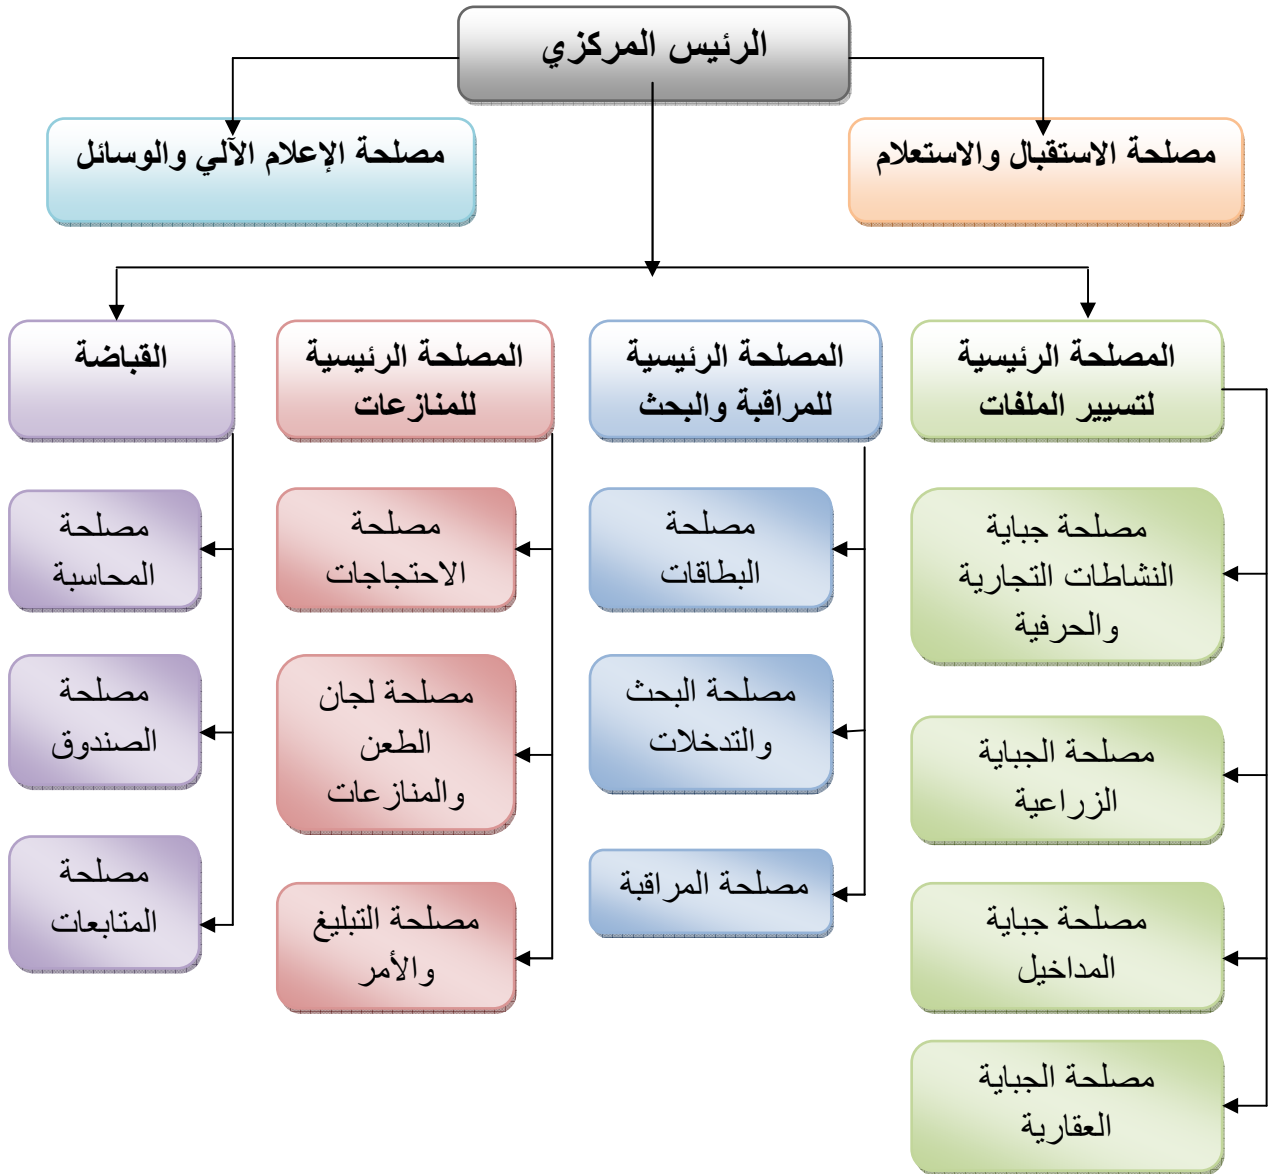 الرئيس المركزي
مصلحة الاستقبال والاستعلام
مصلحة الإعلام الآلي والوسائل
المصلحة الرئيسية
لتسيير الملفات
مصلحة جباية
النشاطات التجارية
والحرفية
مصلحة الجباية
الزراعية
مصلحة جباية
المداخيل
مصلحة الجباية
العقارية
المصلحة الرئيسية
للمراقبة والبحث
مصلحة
البطاقات
مصلحة البحث
والتدخلات
مصلحة المراقبة
المصلحة الرئيسية
للمنازعات
مصلحة
الاحتجاجات
مصلحة لجان
الطعن
والمنازعات
مصلحة التبليغ
والأمر
القباضة
مصلحة
المحاسبة
مصلحة
الصندوق
مصلحة
المتابعات